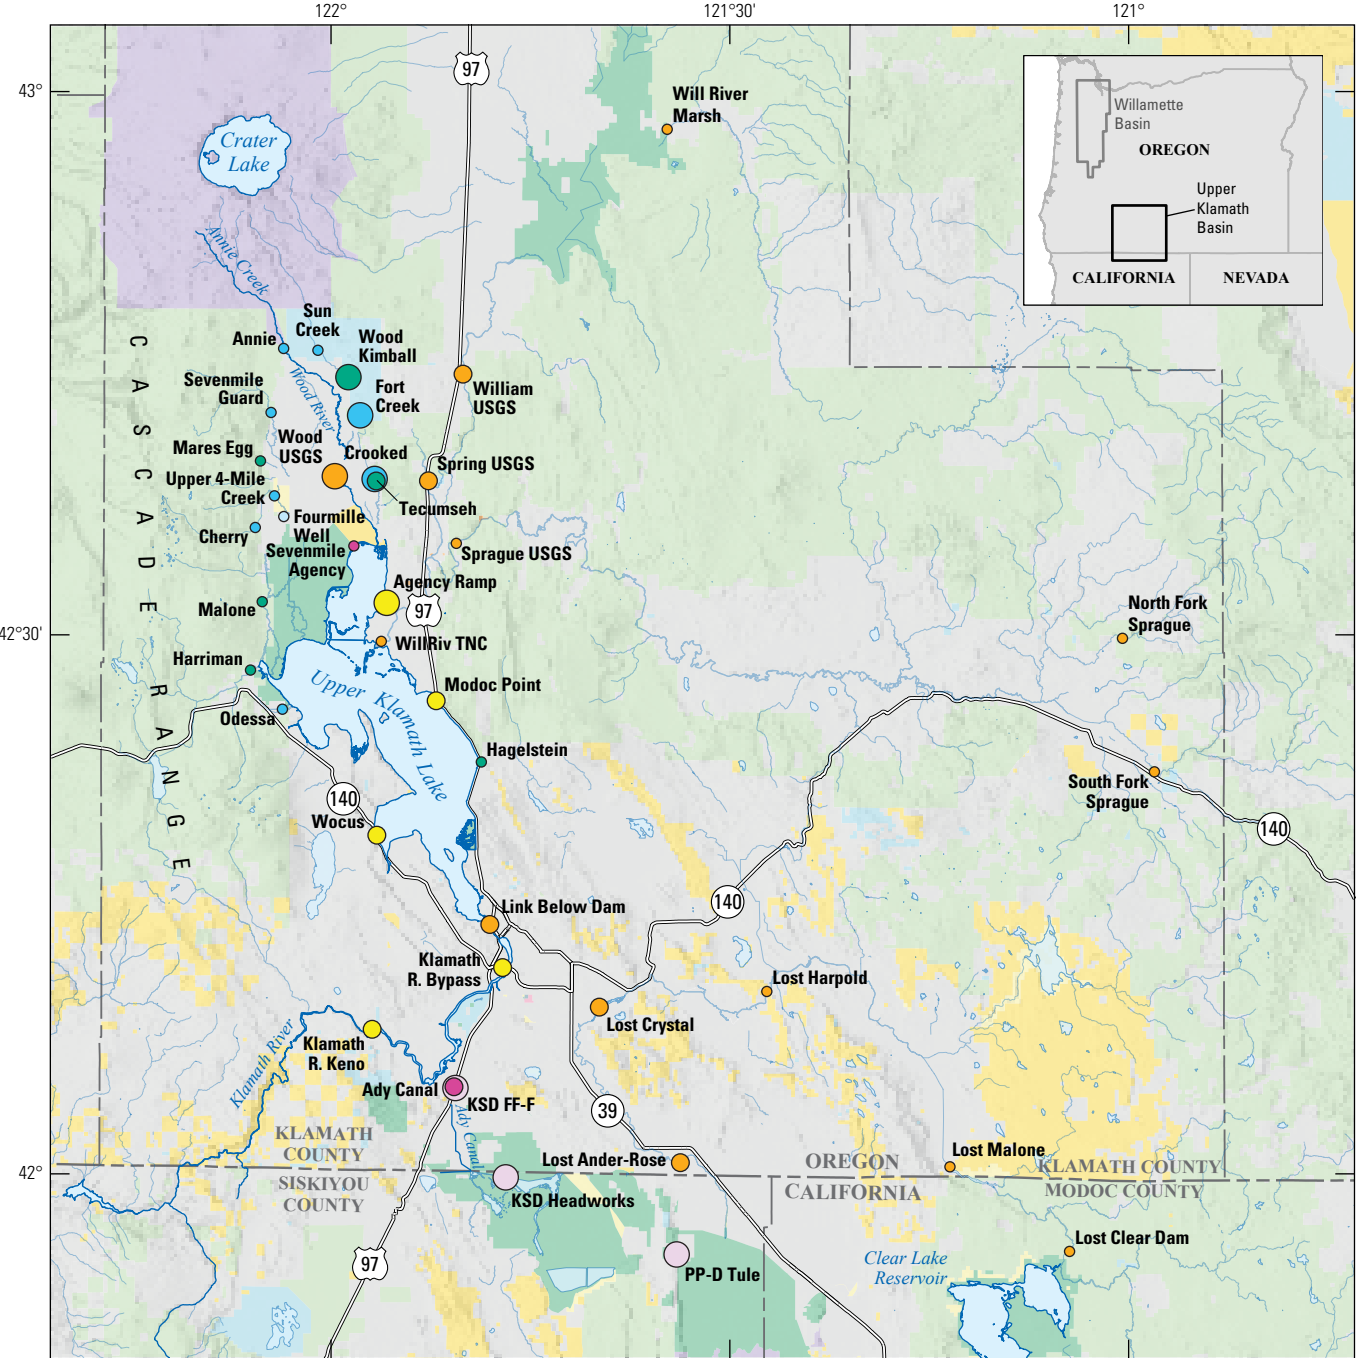 122°
121°30'
121°
43°
97
Will River
Marsh
Willamette
Basin
OREGON
Upper
Klamath
Basin
CALIFORNIA
NEVADA
Crater
Lake
Annie Creek
Sun
Creek
Annie
Wood
Kimball
CASCADE RANGE
Wood River
Sevenmile
Guard
Fort
Creek
William
USGS
Mares Egg
Wood
USGS
Crooked
Spring USGS
Upper 4-Mile
Creek
Tecumseh
Fourmille
Well
Cherry
Sevenmile
Agency
Sprague USGS
Agency Ramp
Malone
97
North Fork
Sprague
42°30'
WillRiv TNC
Harriman
Modoc Point
Upper Klamath Lake
Odessa
Hagelstein
South Fork
Sprague
140
Wocus
140
140
Link Below Dam
Klamath
R. Bypass
Lost Harpold
Lost Crystal
Klamath River
Klamath
R. Keno
Ady Canal
KSD FF-F
39
Ady Canal
KLAMATH
COUNTY
Lost Ander-Rose
OREGON
Lost Malone
KLAMATH COUNTY
42°
SISKIYOU
COUNTY
KSD Headworks
CALIFORNIA
MODOC COUNTY
Lost Clear Dam
97
PP-D Tule
Clear Lake
Reservoir